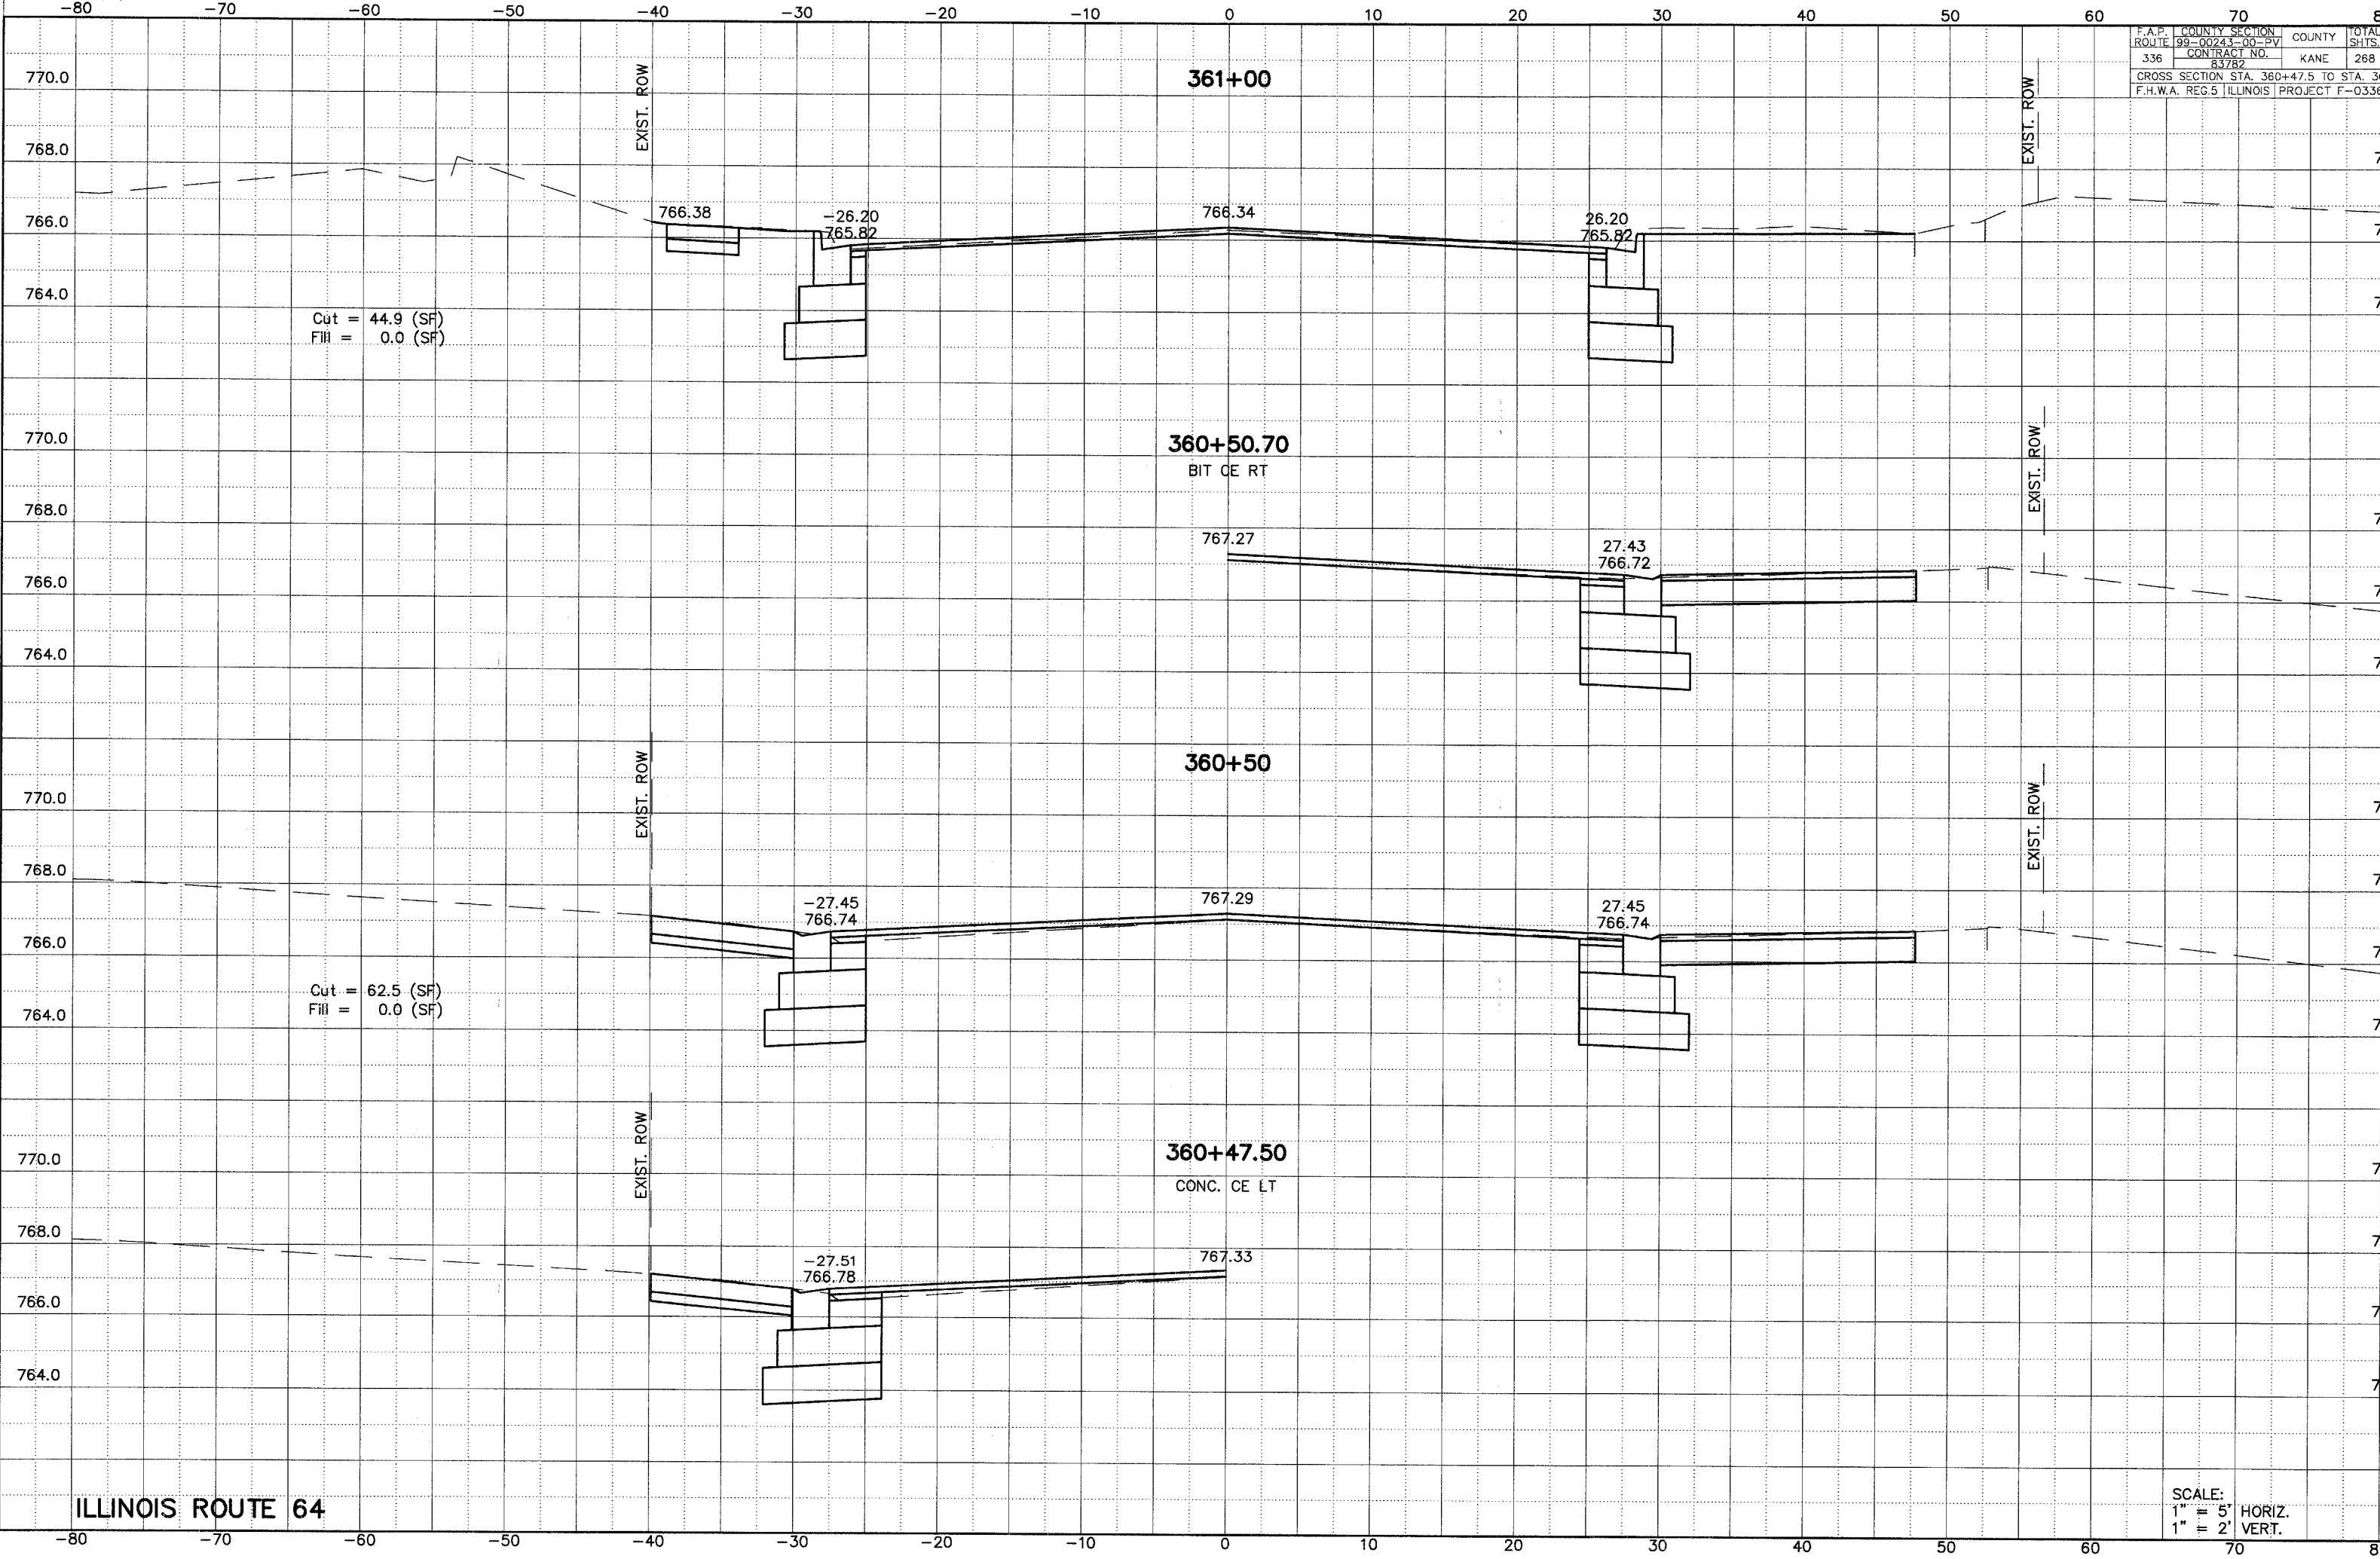 -80 -70 -60 -50 -40 -30 -20 -10 0 10 20 30 40 50 60 70
F.A.P. ROUTE COUNTY SECTION COUNTY TOTAL SHTS.
99-00243-00-PV
336 CONTRACT NO. KANE 268
83782
CROSS SECTION STA. 360+47.5 TO STA.
F.H.W.A. REG.5 ILLINOIS PROJECT F-0336
361+00
EXIST. ROW
EXIST. ROW
770.0
768.0
766.0
764.0
766.38
-26.20
765.82
766.34
26.20
765.82
Cut = 44.9 (SF)
Fill = 0.0 (SF)
360+50.70
BIT CE RT
EXIST. ROW
770.0
768.0
766.0
764.0
767.27
27.43
766.72
360+50
EXIST. ROW
EXIST. ROW
770.0
768.0
766.0
764.0
-27.45
766.74
767.29
27.45
766.74
Cut = 62.5 (SF)
Fill = 0.0 (SF)
360+47.50
CONC. CE LT
EXIST. ROW
770.0
768.0
766.0
764.0
-27.51
766.78
767.33
ILLINOIS ROUTE 64
SCALE:
1" = 5' HORIZ.
1" = 2' VERT.
-80 -70 -60 -50 -40 -30 -20 -10 0 10 20 30 40 50 60 70